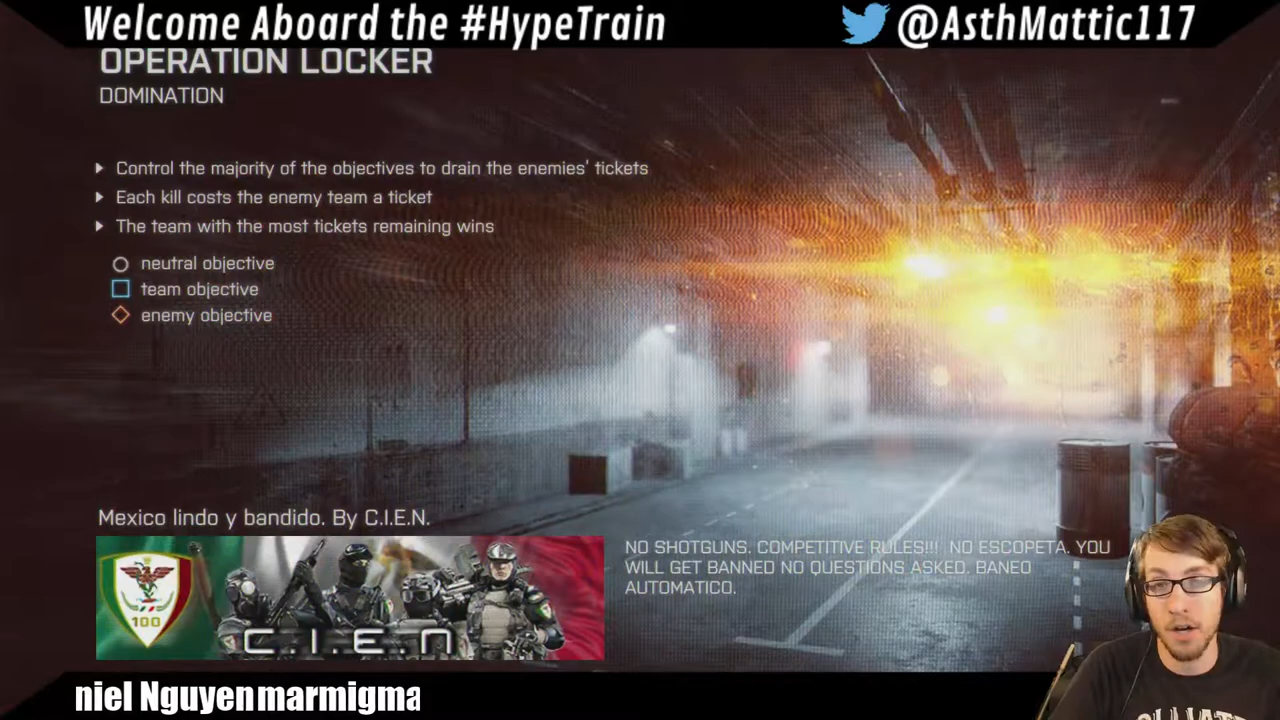 Welcome Aboard the #HypeTrain
@AsthMattic117
OPERATION LOCKER
DOMINATION
Control the majority of the objectives to drain the enemies' tickets
Each kill costs the enemy team a ticket
The team with the most tickets remaining wins
neutral objective
team objective
enemy objective
Mexico lindo y bandido. By C.I.E.N.
100
C.I.E.N
NO SHOTGUNS. COMPETITIVE RULES!!! NO ESCOPETA. YOU
WILL GET BANNED NO QUESTIONS ASKED. BANEO
AUTOMATICO.
niel Nguyen marmigma